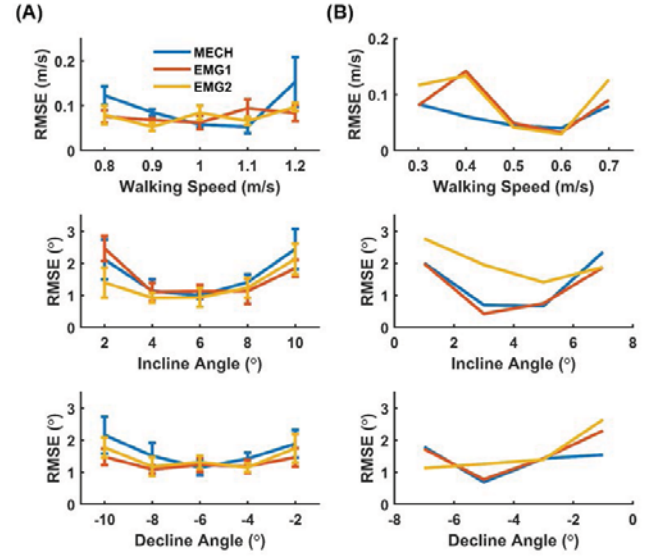 (A)
0.2
0.1
0
RMSE (m/s)
MECH
EMG1
EMG2
0.8 0.9 1 1.1 1.2
Walking Speed (m/s)
(B)
0.2
0.1
0
RMSE (m/s)
0.3 0.4 0.5 0.6 0.7
Walking Speed (m/s)
3
2
1
0
RMSE (°)
2 4 6 8 10
Incline Angle (°)
3
2
1
0
RMSE (°)
0 2 4 6 8
Incline Angle (°)
3
2
1
0
RMSE (°)
-10 -8 -6 -4 -2
Decline Angle (°)
3
2
1
0
RMSE (°)
-8 -6 -4 -2 0
Decline Angle (°)